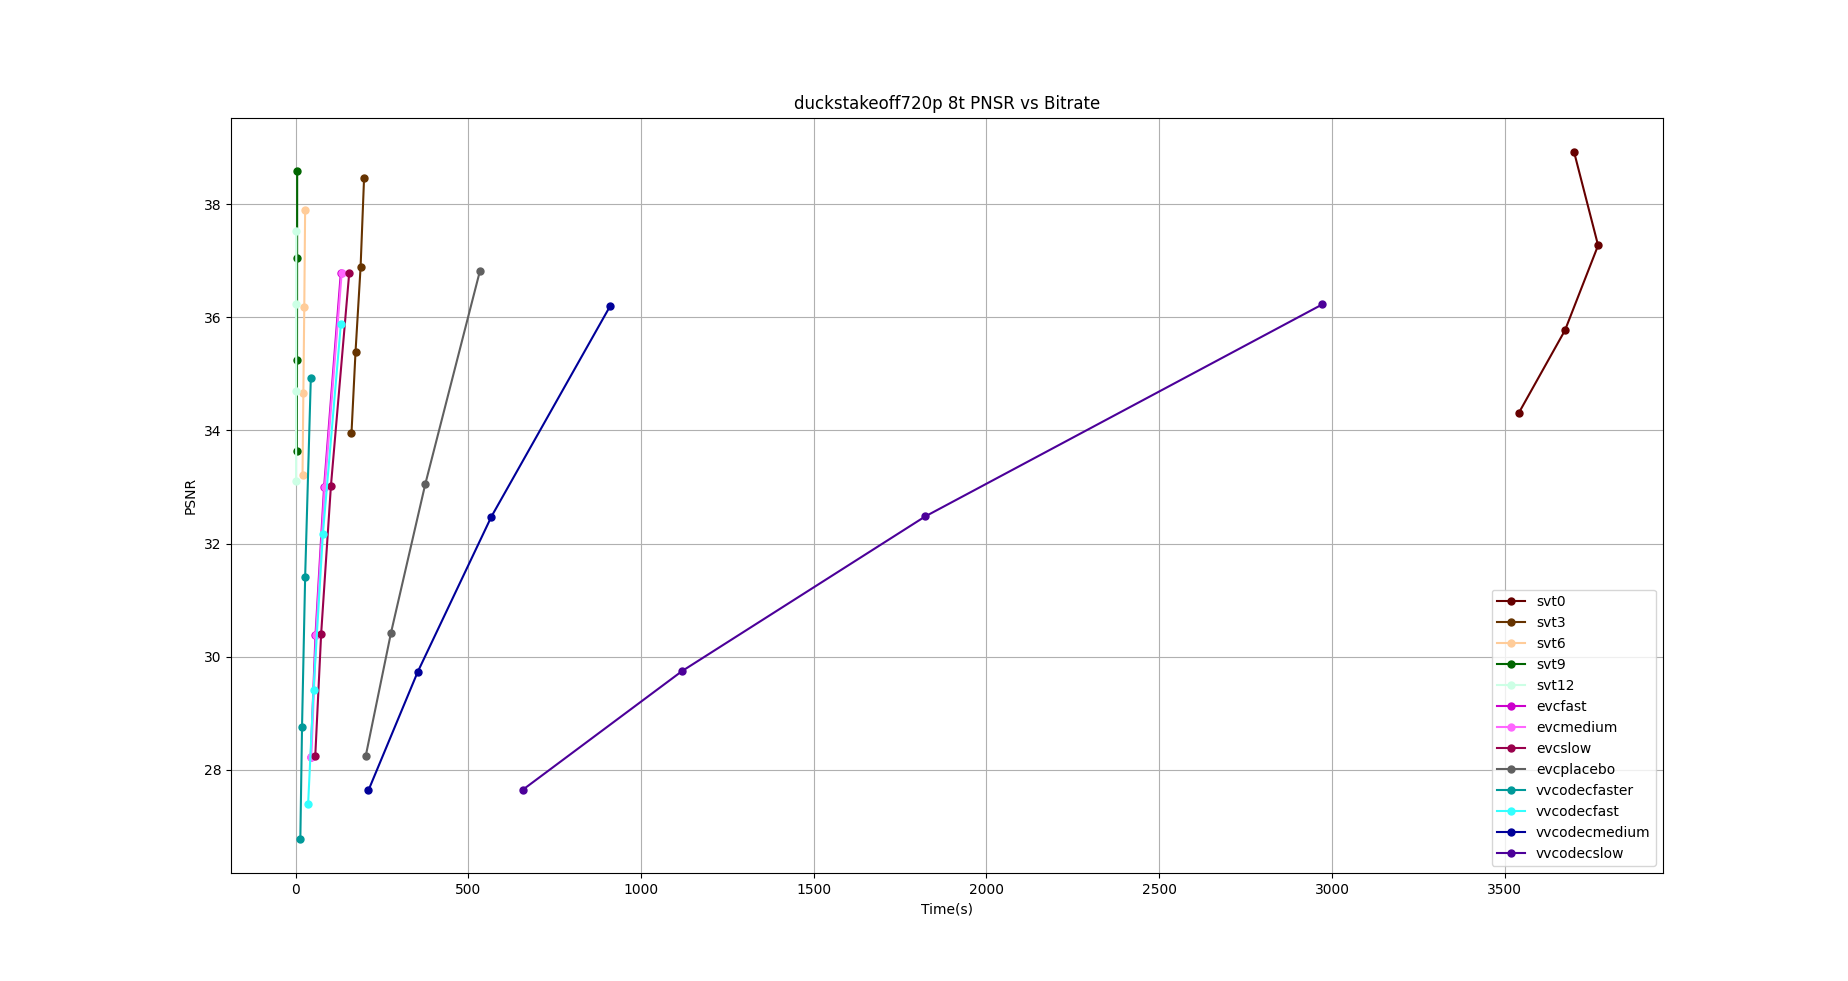 duckstakeoff720p 8t PNSR vs Bitrate
PSNR
38
36
34
32
30
28
0 500 1000 1500 2000 2500 3000 3500
Time(s)
svt0
svt3
svt6
svt9
svt12
evcfast
evcmedium
evcslow
evcplacebo
vvcodecfaster
vvcodecfast
vvcodecmedium
vvcodecslow